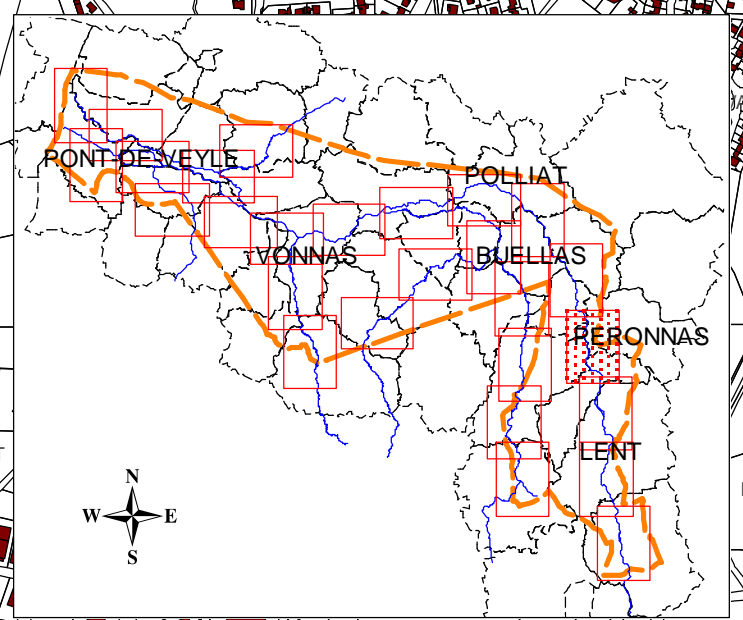 PONT-DE-VEYLE
POLLIAT
VONNAS
BUELLAS
PERONNAS
LENT
N
W E
S